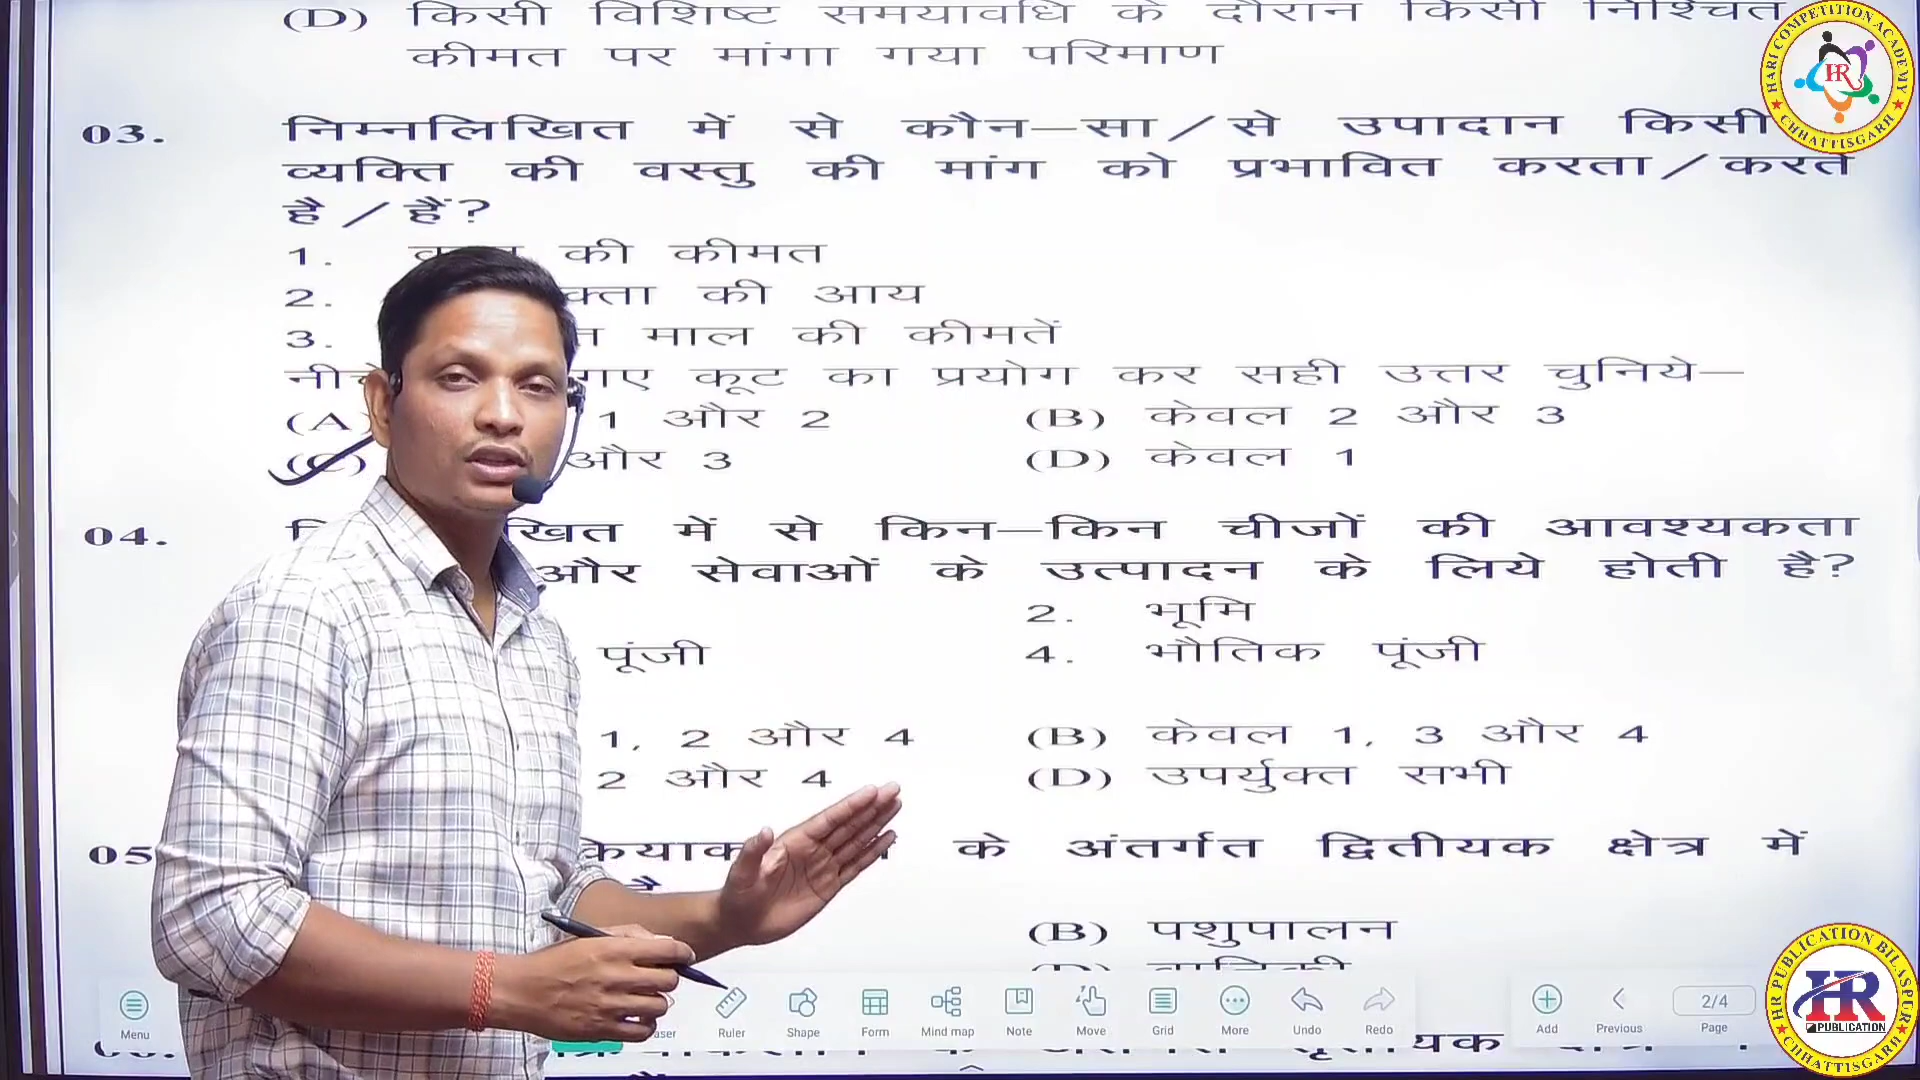 (D) किसी विशिष्ट समयावधि के दौरान किसी निश्चित
कीमत पर मांगा गया परिमाण
03. निम्नलिखित में से कौन–सा/से उपादान किसी
व्यक्ति की वस्तु की मांग को प्रभावित करता/करते
है/हैं?
1. की कीमत
2. की आय
3. माल की कीमतें
गए कूट का प्रयोग कर सही उत्तर चुनिये–
(A) 1 और 2 (B) केवल 2 और 3
(C) और 3 (D) केवल 1
04. में से किन–किन चीजों की आवश्यकता
और सेवाओं के उत्पादन के लिये होती है?
2. भूमि
पूंजी 4. भौतिक पूंजी
1, 2 और 4 (B) केवल 1, 3 और 4
2 और 4 (D) उपर्युक्त सभी
05 के अंतर्गत द्वितीयक क्षेत्र में
(B) पशुपालन
Menu Ruler Shape Form Mind map Note Move Grid More Undo Redo Add Previous 2/4 Page
HARI COMPETITION ACADEMY
HR
CHHATTISGARH
HR PUBLICATION BILASPUR
HR
PUBLICATION
CHHATTISGARH